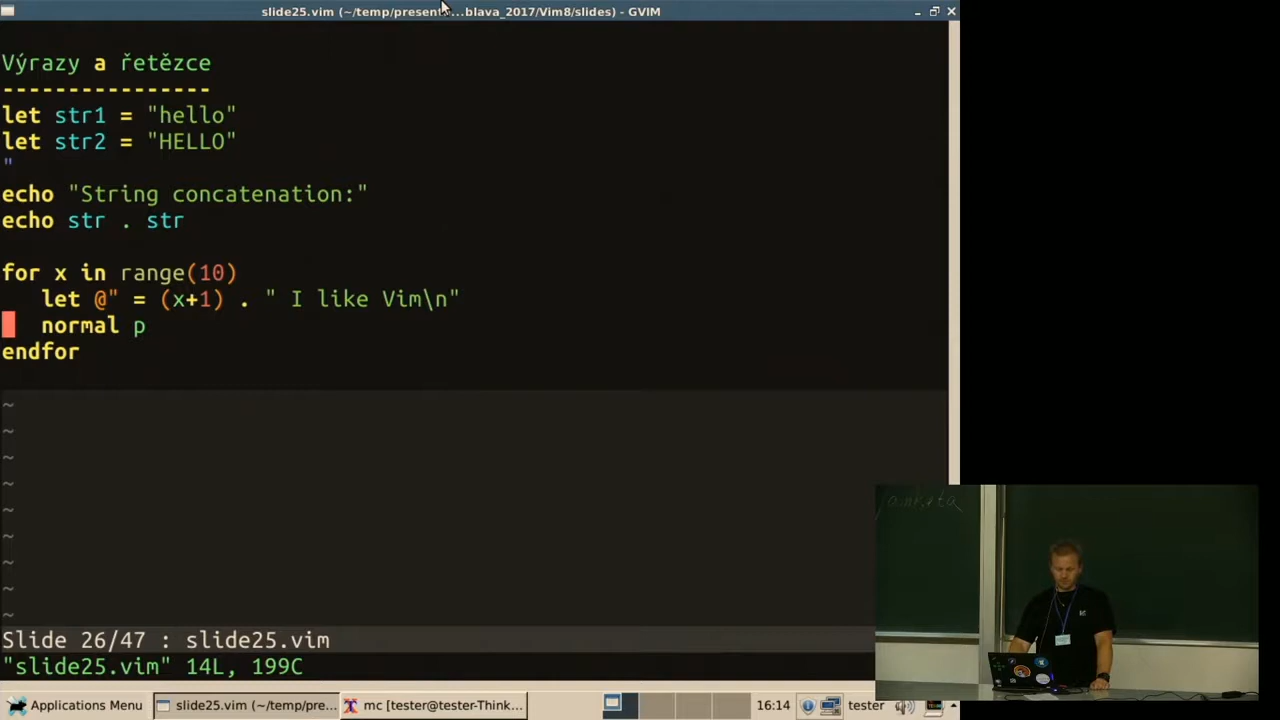 slide25.vim (~/temp/present...blava_2017/Vim8/slides) - GVIM
Výrazy a řetězce
----------------
let str1 = "hello"
let str2 = "HELLO"
"
echo "String concatenation:"
echo str . str
for x in range(10)
let @" = (x+1) . " I like Vim\n"
normal p
endfor
~
~
~
~
~
~
~
~
~
Slide 26/47 : slide25.vim
"slide25.vim" 14L, 199C
Applications Menu
slide25.vim (~/temp/pre...
mc [tester@tester-Think...
16:14
tester